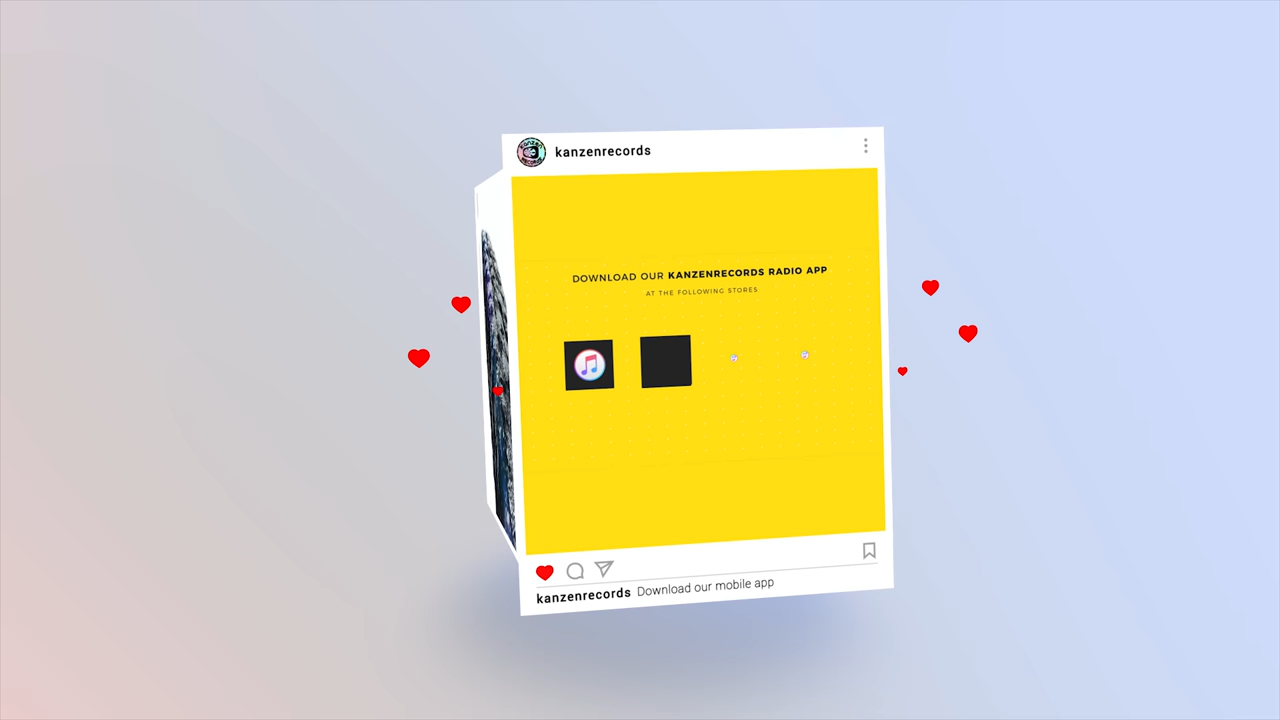 kanzenrecords
DOWNLOAD OUR KANZENRECORDS RADIO APP
AT THE FOLLOWING STORES
kanzenrecords Download our mobile app